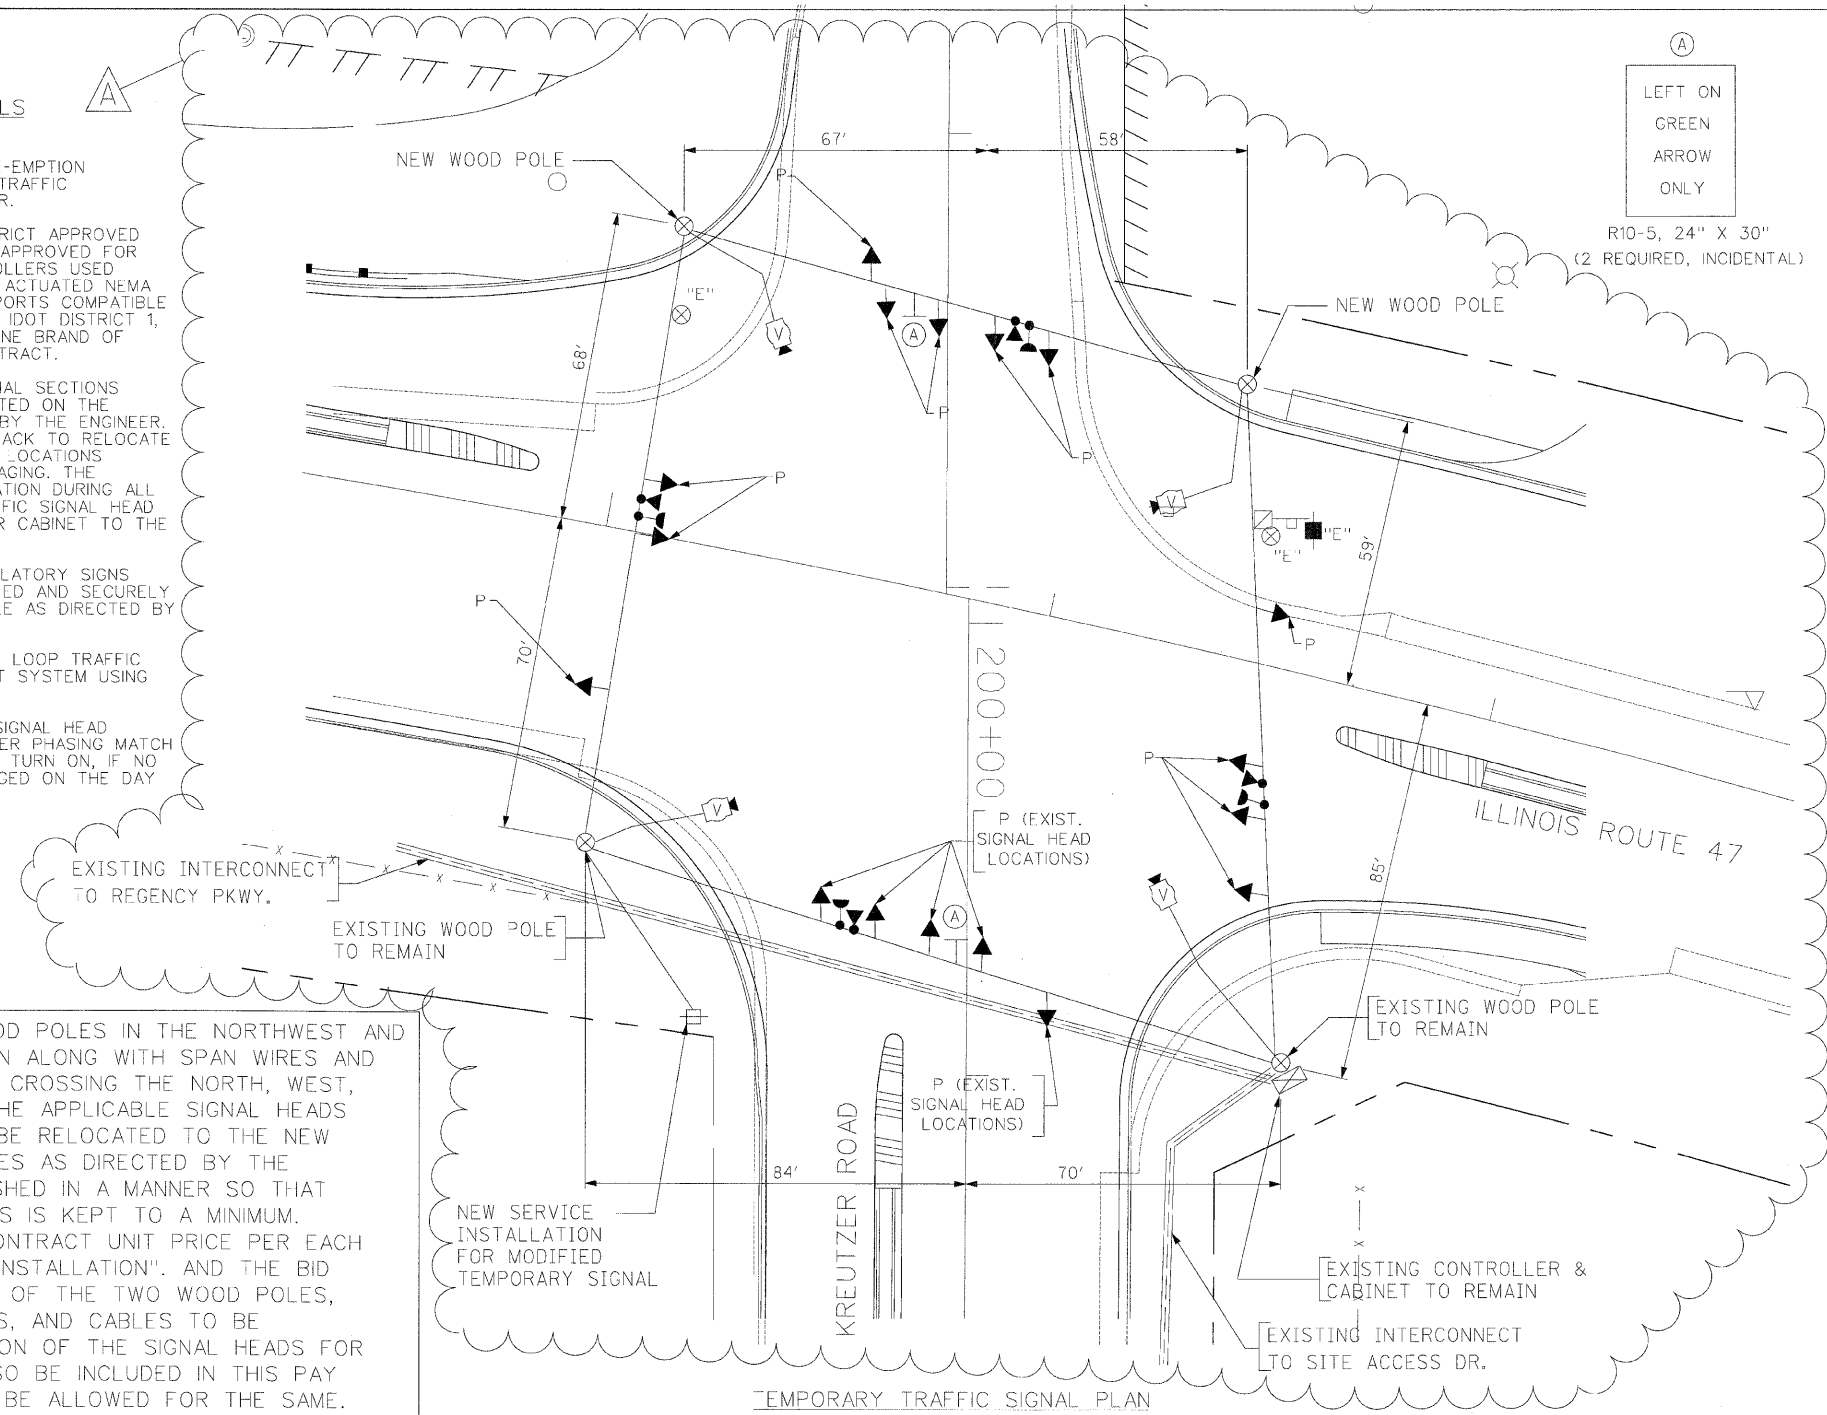 A
LS
-EMPTION
TRAFFIC
R.
RICT APPROVED
APPROVED FOR
OLLERS USED
ACTUATED NEMA
PORTS COMPATIBLE
IDOT DISTRICT 1,
NE BRAND OF
TRACT.
NAL SECTIONS
TED ON THE
BY THE ENGINEER.
ACK TO RELOCATE
LOCATIONS
AGING. THE
ATION DURING ALL
FIC SIGNAL HEAD
R CABINET TO THE
LATORY SIGNS
ED AND SECURELY
LE AS DIRECTED BY
LOOP TRAFFIC
T SYSTEM USING
SIGNAL HEAD
ER PHASING MATCH
TURN ON, IF NO
GED ON THE DAY
A
LEFT ON
GREEN
ARROW
ONLY
R10-5, 24" X 30"
(2 REQUIRED, INCIDENTAL)
NEW WOOD POLE
67'
58'
P
NEW WOOD POLE
"E"
V
A
P
P
68'
P
V
"E"
"E"
59'
P
P
70'
200+00
P
V
P (EXIST.
SIGNAL HEAD
LOCATIONS)
ILLINOIS ROUTE 47
85'
V
A
EXISTING INTERCONNECT
TO REGENCY PKWY.
X
X
X
X
X
EXISTING WOOD POLE
TO REMAIN
EXISTING WOOD POLE
TO REMAIN
P (EXIST.
SIGNAL HEAD
LOCATIONS)
KREUTZER ROAD
84'
70'
NEW SERVICE
INSTALLATION
FOR MODIFIED
TEMPORARY SIGNAL
X
X
EXISTING CONTROLLER &
CABINET TO REMAIN
EXISTING INTERCONNECT
TO SITE ACCESS DR.
OD POLES IN THE NORTHWEST AND
N ALONG WITH SPAN WIRES AND
CROSSING THE NORTH, WEST,
HE APPLICABLE SIGNAL HEADS
BE RELOCATED TO THE NEW
ES AS DIRECTED BY THE
SHED IN A MANNER SO THAT
S IS KEPT TO A MINIMUM.
ONTRACT UNIT PRICE PER EACH
INSTALLATION". AND THE BID
OF THE TWO WOOD POLES,
S, AND CABLES TO BE
ON OF THE SIGNAL HEADS FOR
SO BE INCLUDED IN THIS PAY
BE ALLOWED FOR THE SAME.
TEMPORARY TRAFFIC SIGNAL PLAN